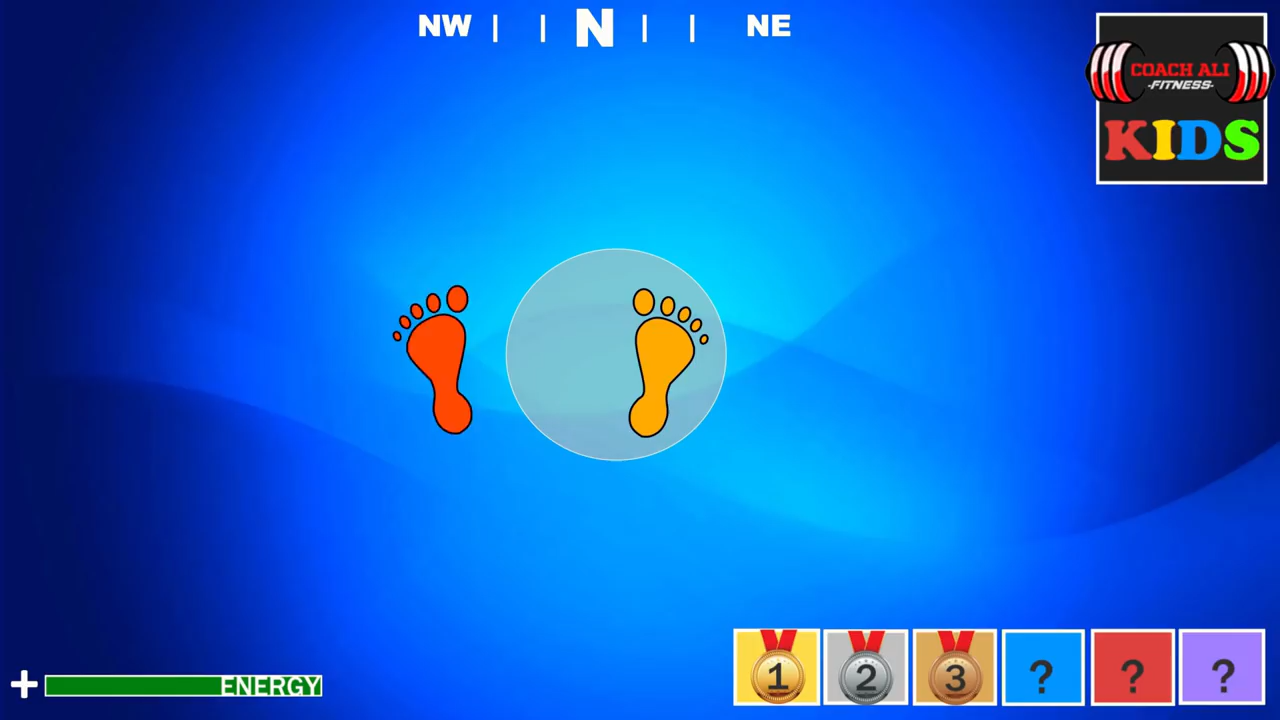 NW | | N | | NE
COACH ALI
-FITNESS-
KIDS
+ ENERGY
1 2 3 ? ? ?